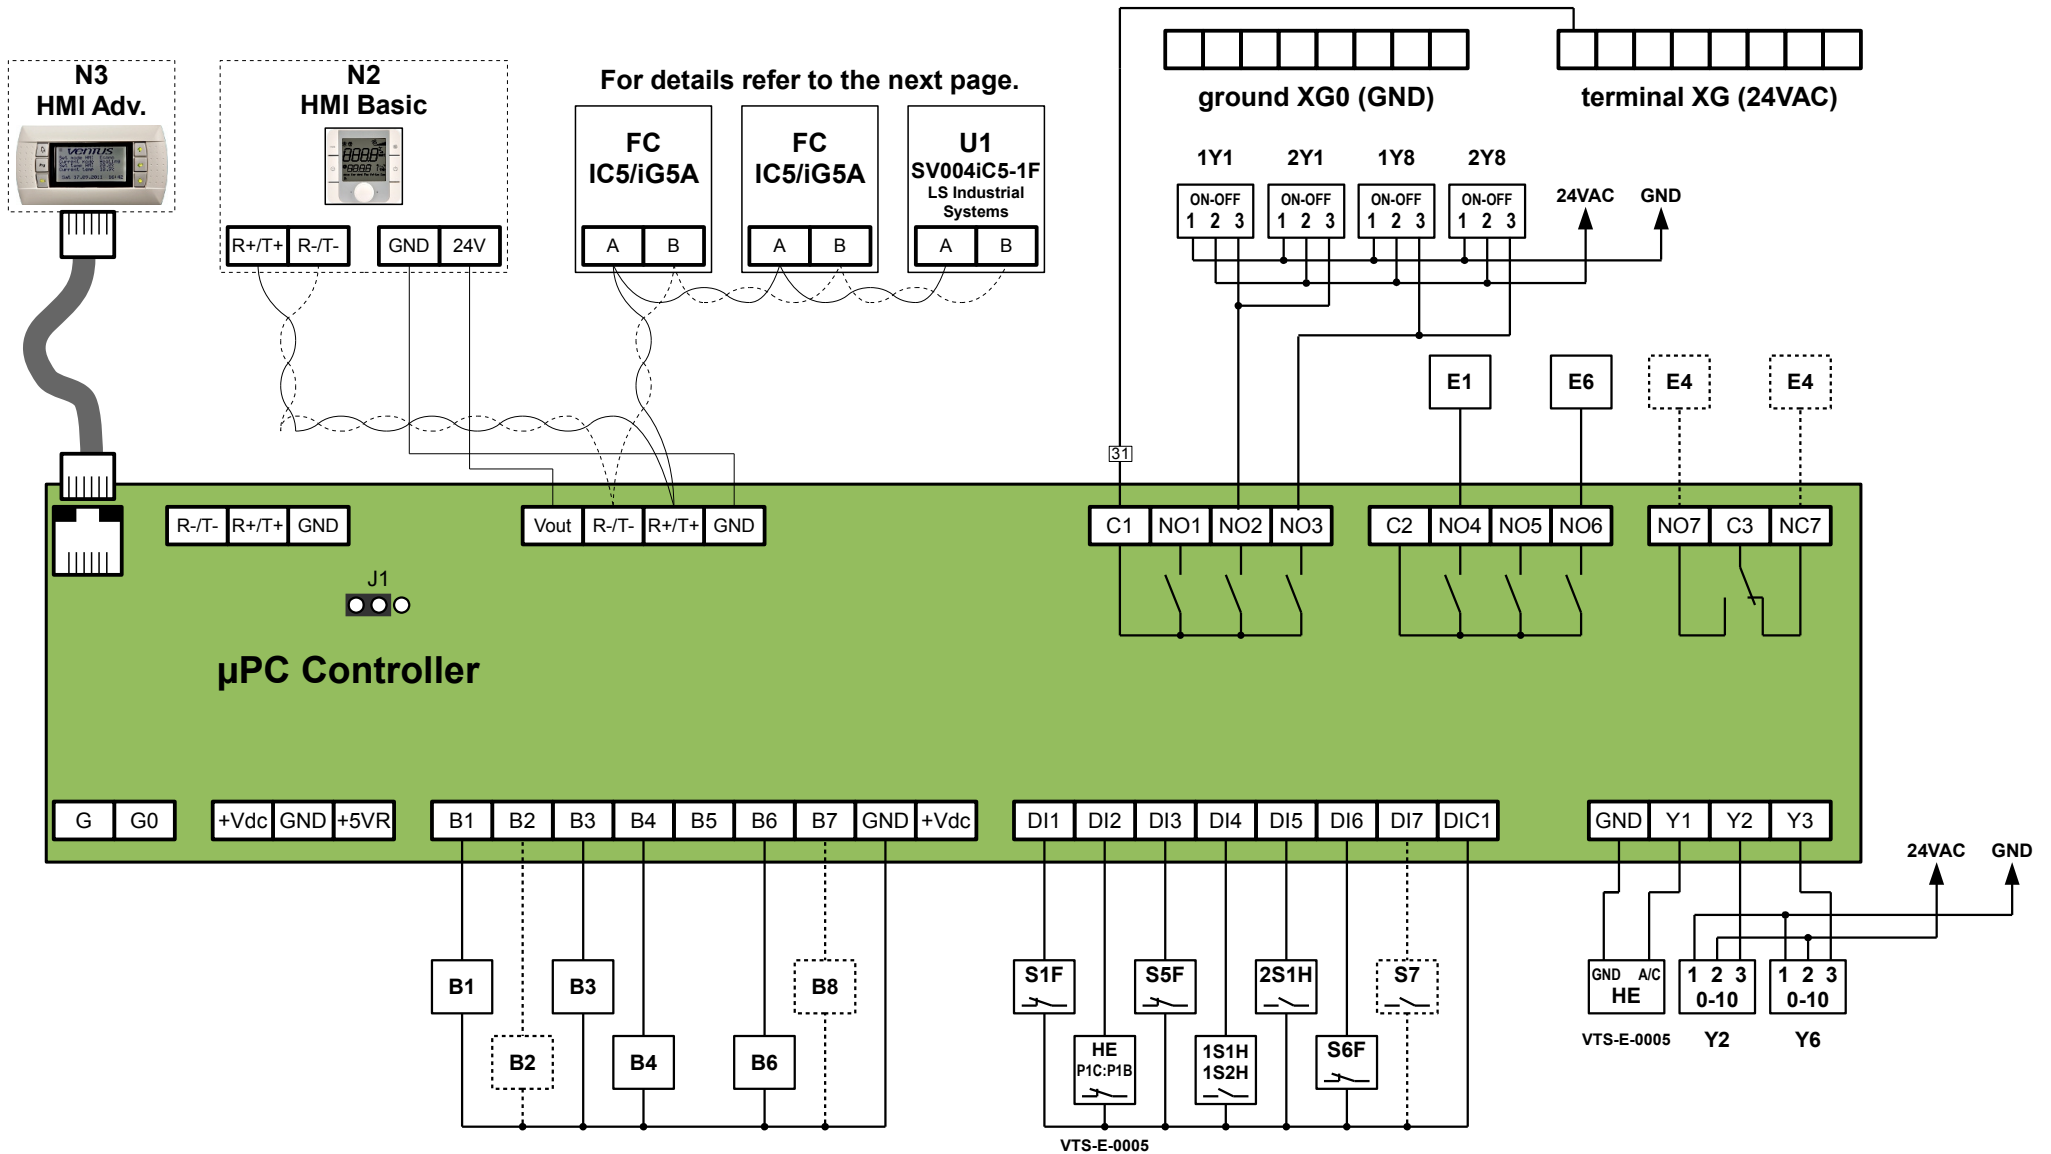 N3
HMI Adv.
VENTUS
N2
HMI Basic
R+/T+ R-/T- GND 24V
For details refer to the next page.
FC
IC5/iG5A
A B
FC
IC5/iG5A
A B
U1
SV004iC5-1F
LS Industrial
Systems
A B
ground XG0 (GND)
terminal XG (24VAC)
1Y1 2Y1 1Y8 2Y8
ON-OFF ON-OFF ON-OFF ON-OFF
1 2 3 1 2 3 1 2 3 1 2 3
24VAC GND
E1 E6 E4 E4
31
R-/T- R+/T+ GND
Vout R-/T- R+/T+ GND
C1 NO1 NO2 NO3
C2 NO4 NO5 NO6
NO7 C3 NC7
J1
µPC Controller
G G0
+Vdc GND +5VR
B1 B2 B3 B4 B5 B6 B7 GND +Vdc
DI1 DI2 DI3 DI4 DI5 DI6 DI7 DIC1
GND Y1 Y2 Y3
24VAC GND
B1 B3 B8
B2 B4 B6
S1F S5F 2S1H S7
HE
P1C:P1B
1S1H
1S2H
S6F
VTS-E-0005
GND A/C
HE
VTS-E-0005
1 2 3
0-10
Y2
1 2 3
0-10
Y6